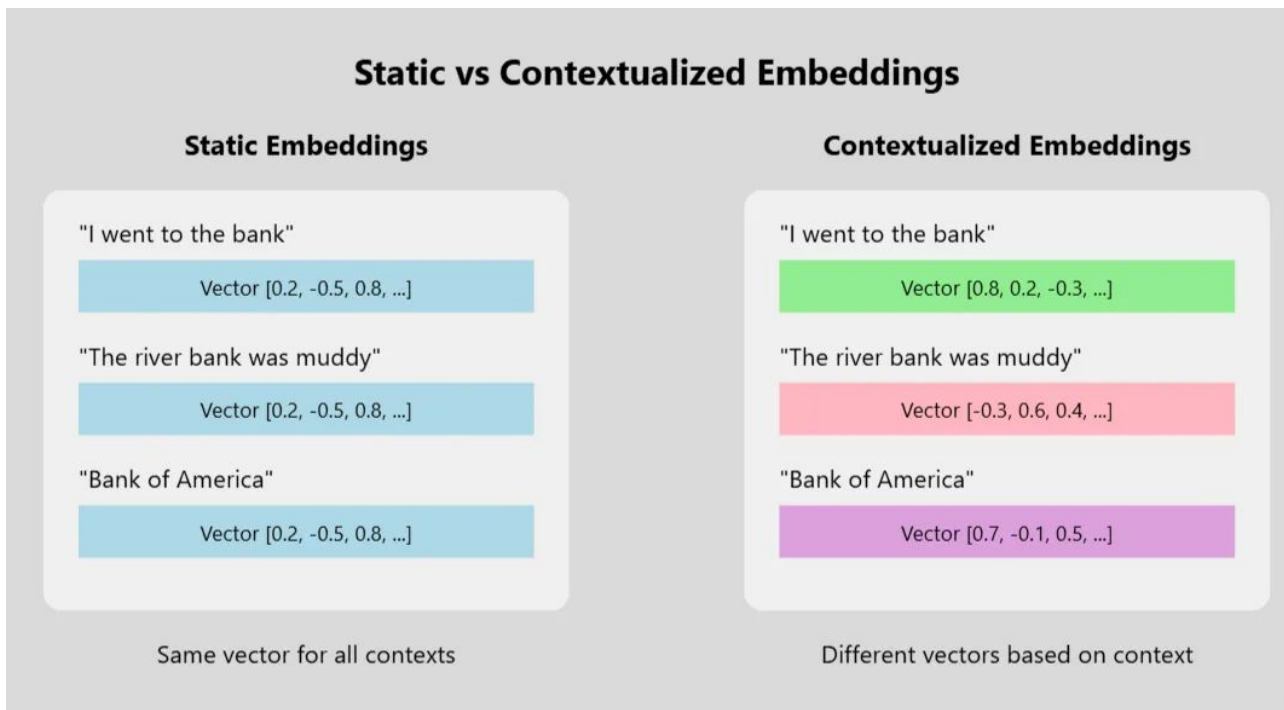 Static vs Contextualized Embeddings
Static Embeddings
"I went to the bank"
Vector [0.2, -0.5, 0.8, ...]
"The river bank was muddy"
Vector [0.2, -0.5, 0.8, ...]
"Bank of America"
Vector [0.2, -0.5, 0.8, ...]
Same vector for all contexts
Contextualized Embeddings
"I went to the bank"
Vector [0.8, 0.2, -0.3, ...]
"The river bank was muddy"
Vector [-0.3, 0.6, 0.4, ...]
"Bank of America"
Vector [0.7, -0.1, 0.5, ...]
Different vectors based on context